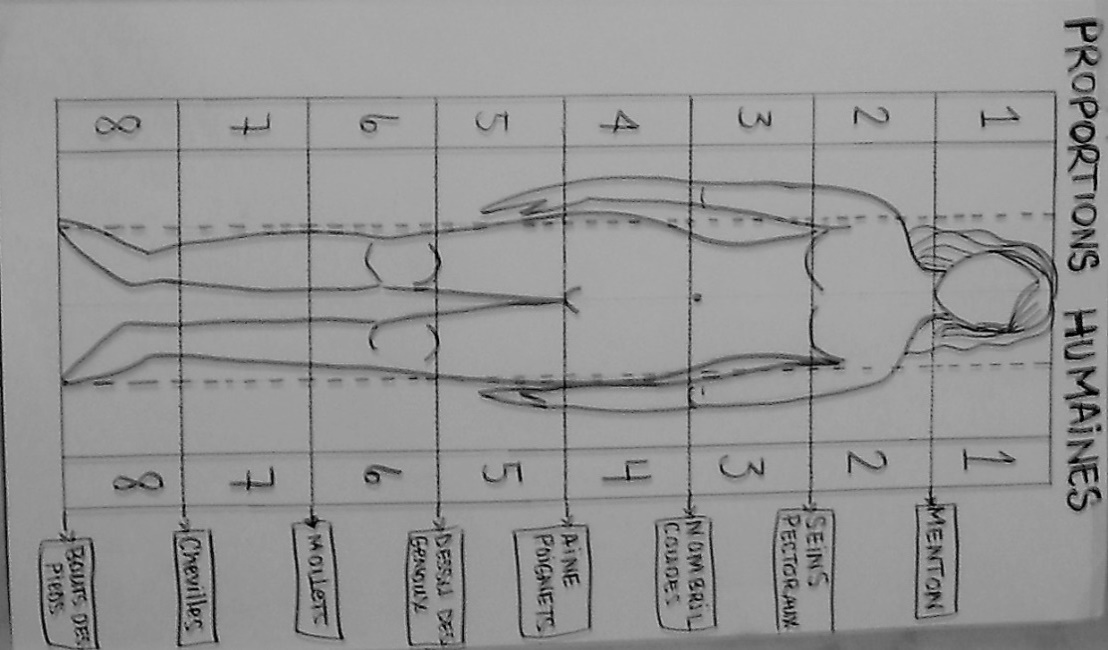 PROPORTIONS HUMAINES
1
1
MENTON
2
2
SEINS
PECTORAUX
3
3
NOMBRIL
COUDES
4
4
AINE
POIGNETS
5
5
DESSU DES
GENOUX
6
6
MOLLETS
7
7
Chevilles
8
8
BOUTS DES
PIEDS